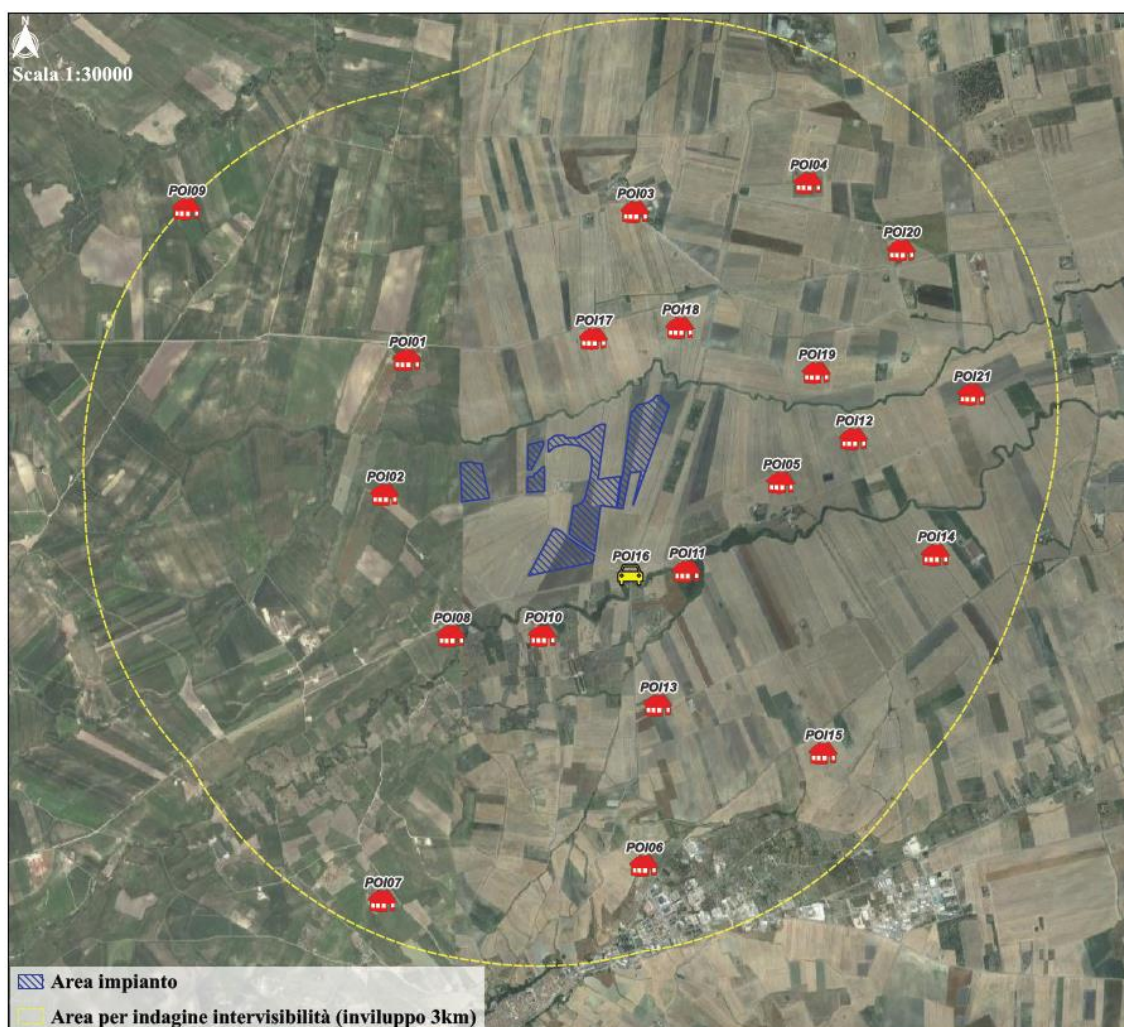 N
Scala 1:30000
POI04
POI09
POI03
POI20
POI18
POI17
POI01
POI19
POI21
POI12
POI02
POI05
POI14
POI16
POI11
POI08
POI10
POI13
POI15
POI06
POI07
Area impianto
Area per indagine intervisibilità (inviluppo 3km)